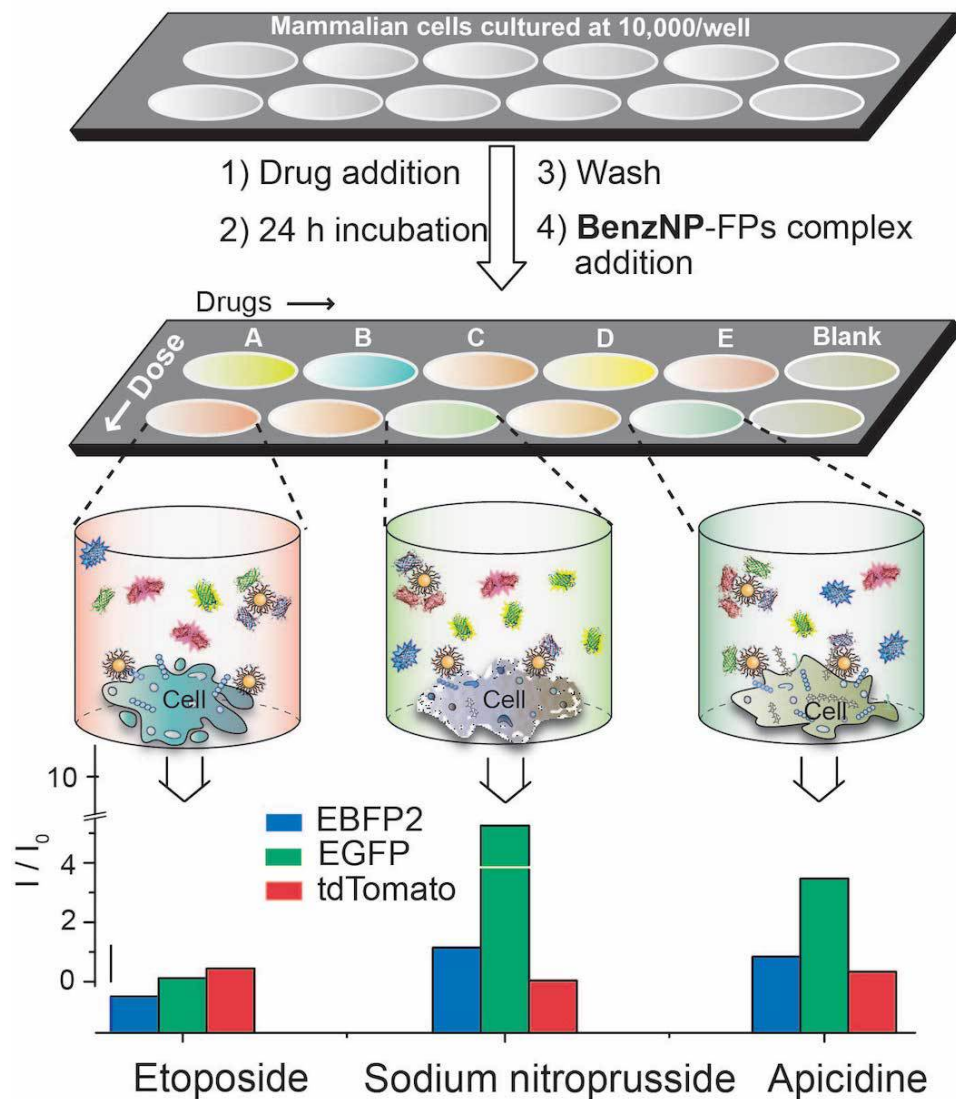 Mammalian cells cultured at 10,000/well
1) Drug addition
2) 24 h incubation
3) Wash
4) BenzNP-FPs complex
addition
Drugs →
← Dose
A B C D E Blank
Cell Cell Cell
10
4
2
0
I / I0
EBFP2
EGFP
tdTomato
Etoposide Sodium nitroprusside Apicidine